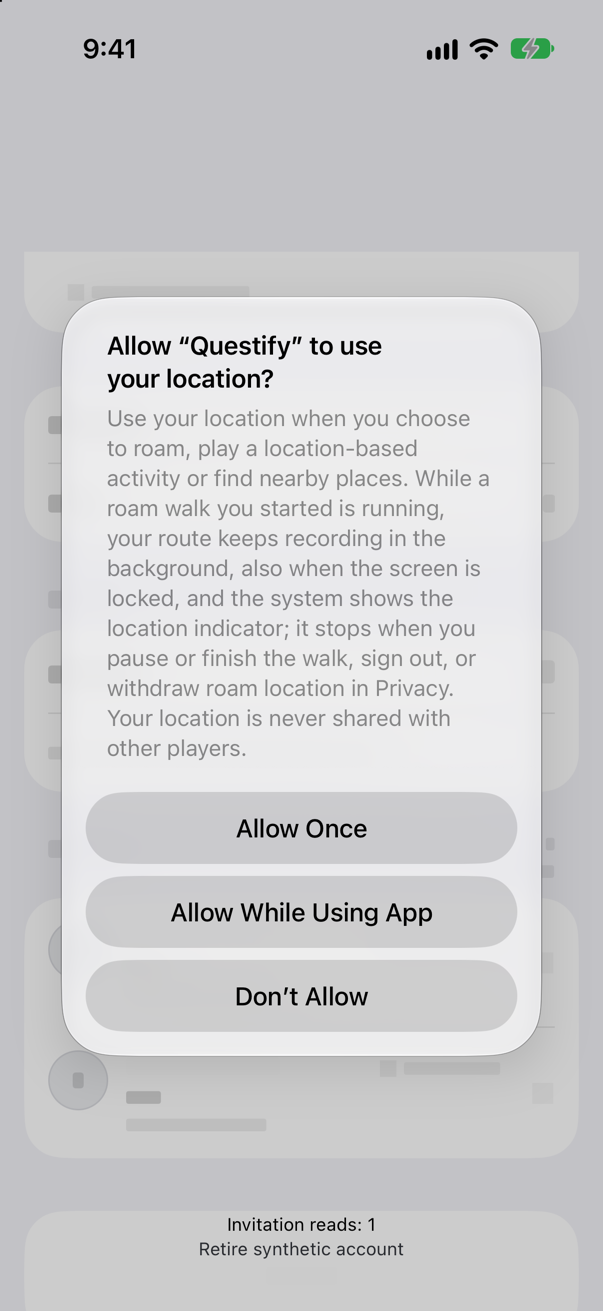 9:41
Allow “Questify” to use
your location?
Use your location when you choose
to roam, play a location-based
activity or find nearby places. While a
roam walk you started is running,
your route keeps recording in the
background, also when the screen is
locked, and the system shows the
location indicator; it stops when you
pause or finish the walk, sign out, or
withdraw roam location in Privacy.
Your location is never shared with
other players.
Allow Once
Allow While Using App
Don’t Allow
Invitation reads: 1
Retire synthetic account